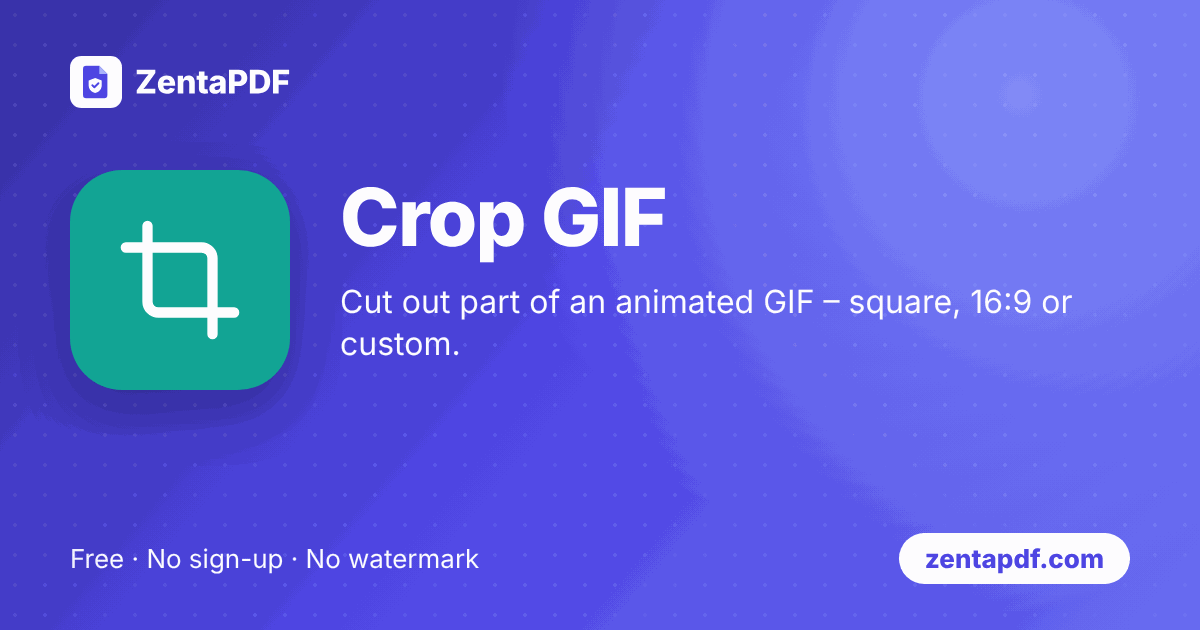 ZentaPDF
Crop GIF
Cut out part of an animated GIF – square, 16:9 or
custom.
Free · No sign-up · No watermark
zentapdf.com